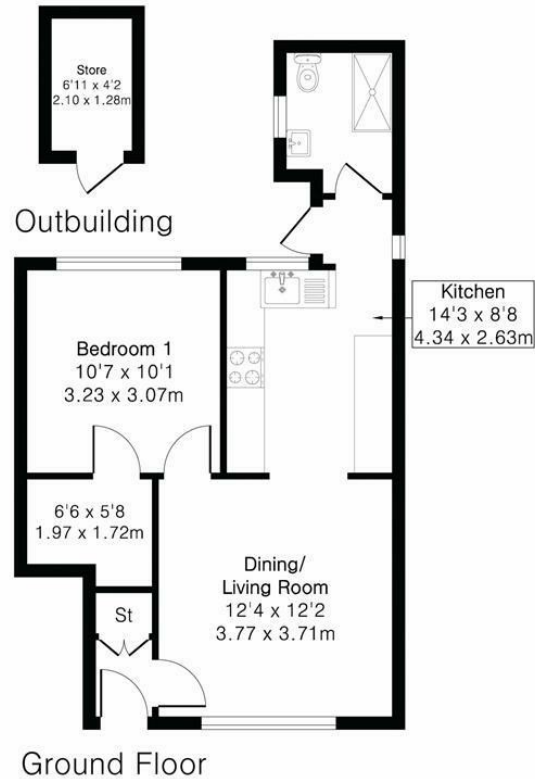 Store
6'11 x 4'2
2.10 x 1.28m
Outbuilding
Kitchen
14'3 x 8'8
4.34 x 2.63m
Bedroom 1
10'7 x 10'1
3.23 x 3.07m
6'6 x 5'8
1.97 x 1.72m
Dining/
Living Room
12'4 x 12'2
3.77 x 3.71m
St
Ground Floor